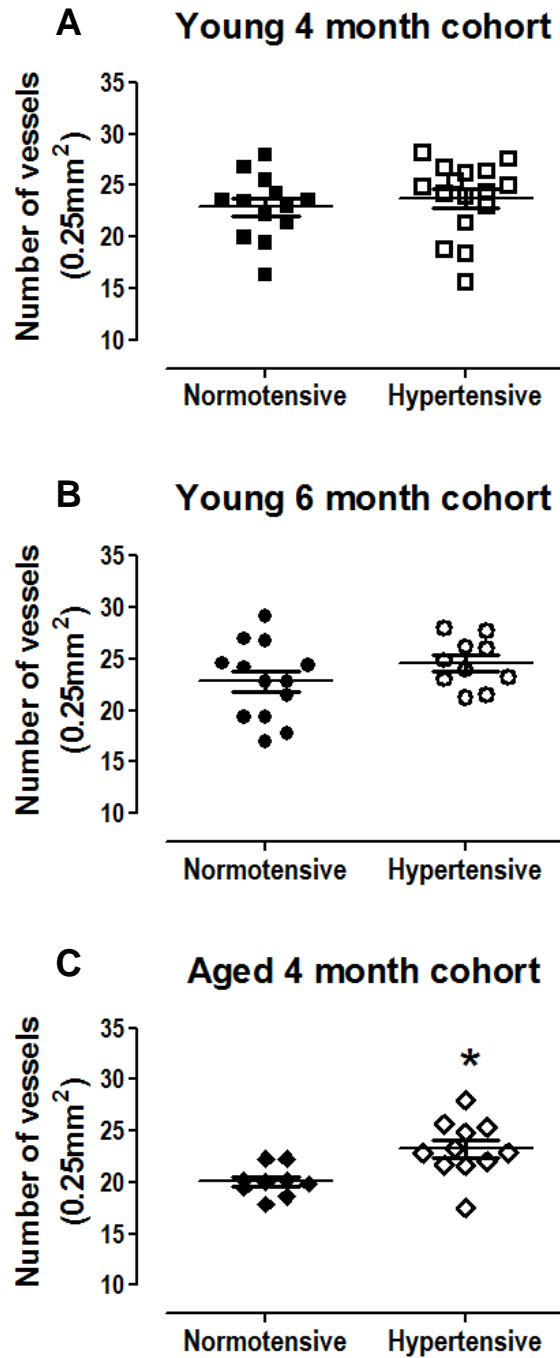 A Young 4 month cohort
Number of vessels
(0.25mm²)
35
30
25
20
15
10
Normotensive Hypertensive
B Young 6 month cohort
Number of vessels
(0.25mm²)
35
30
25
20
15
10
Normotensive Hypertensive
C Aged 4 month cohort
Number of vessels
(0.25mm²)
35
30
25
20
15
10
*
Normotensive Hypertensive